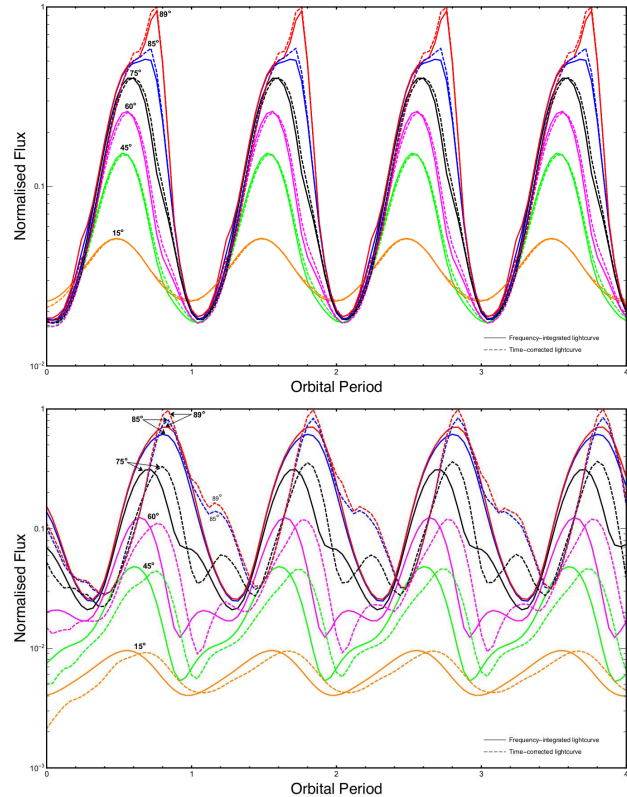 1
89°
85°
75°
60°
45°
15°
0.1
10⁻²
Normalised Flux
Frequency−integrated lightcurve
Time−corrected lightcurve
0 1 2 3 4
Orbital Period
1
85° 89°
75°
89°
85°
60°
45°
15°
0.1
10⁻²
10⁻³
Normalised Flux
Frequency−integrated lightcurve
Time−corrected lightcurve
0 1 2 3 4
Orbital Period